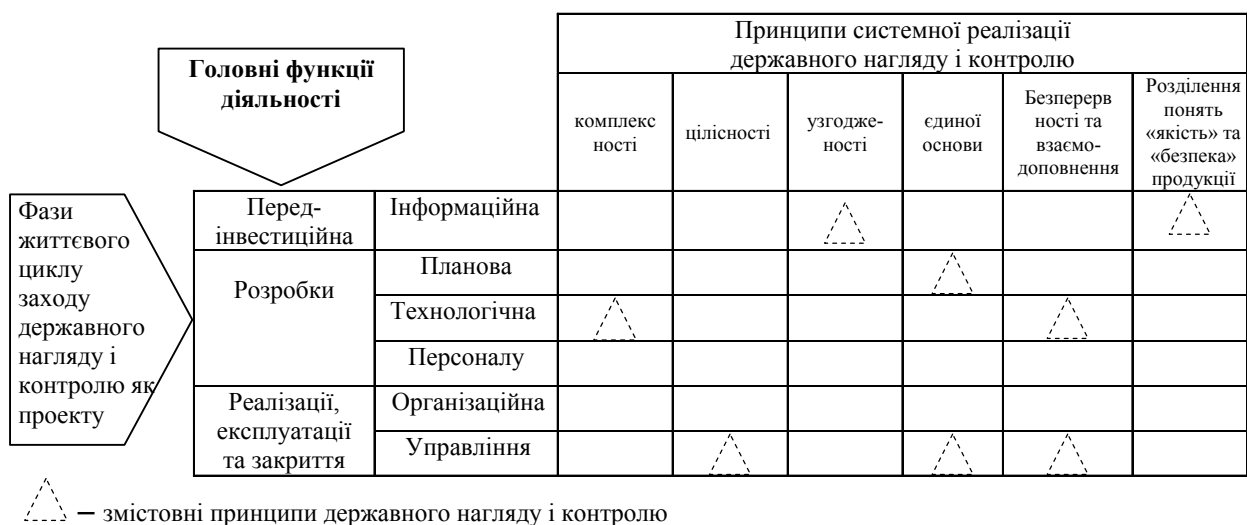 Принципи системної реалізації
державного нагляду і контролю
Головні функції
діяльності
комплекс
ності
цілісності
узгодже-
ності
єдиної
основи
Безперерв
ності та
взаємо-
доповнення
Розділення
понять
«якість» та
«безпека»
продукції
Фази
життєвого
циклу
заходу
державного
нагляду і
контролю як
проекту
Перед-
інвестиційна
Інформаційна
Розробки
Планова
Технологічна
Персоналу
Реалізації,
експлуатації
та закриття
Організаційна
Управління
– змістовні принципи державного нагляду і контролю